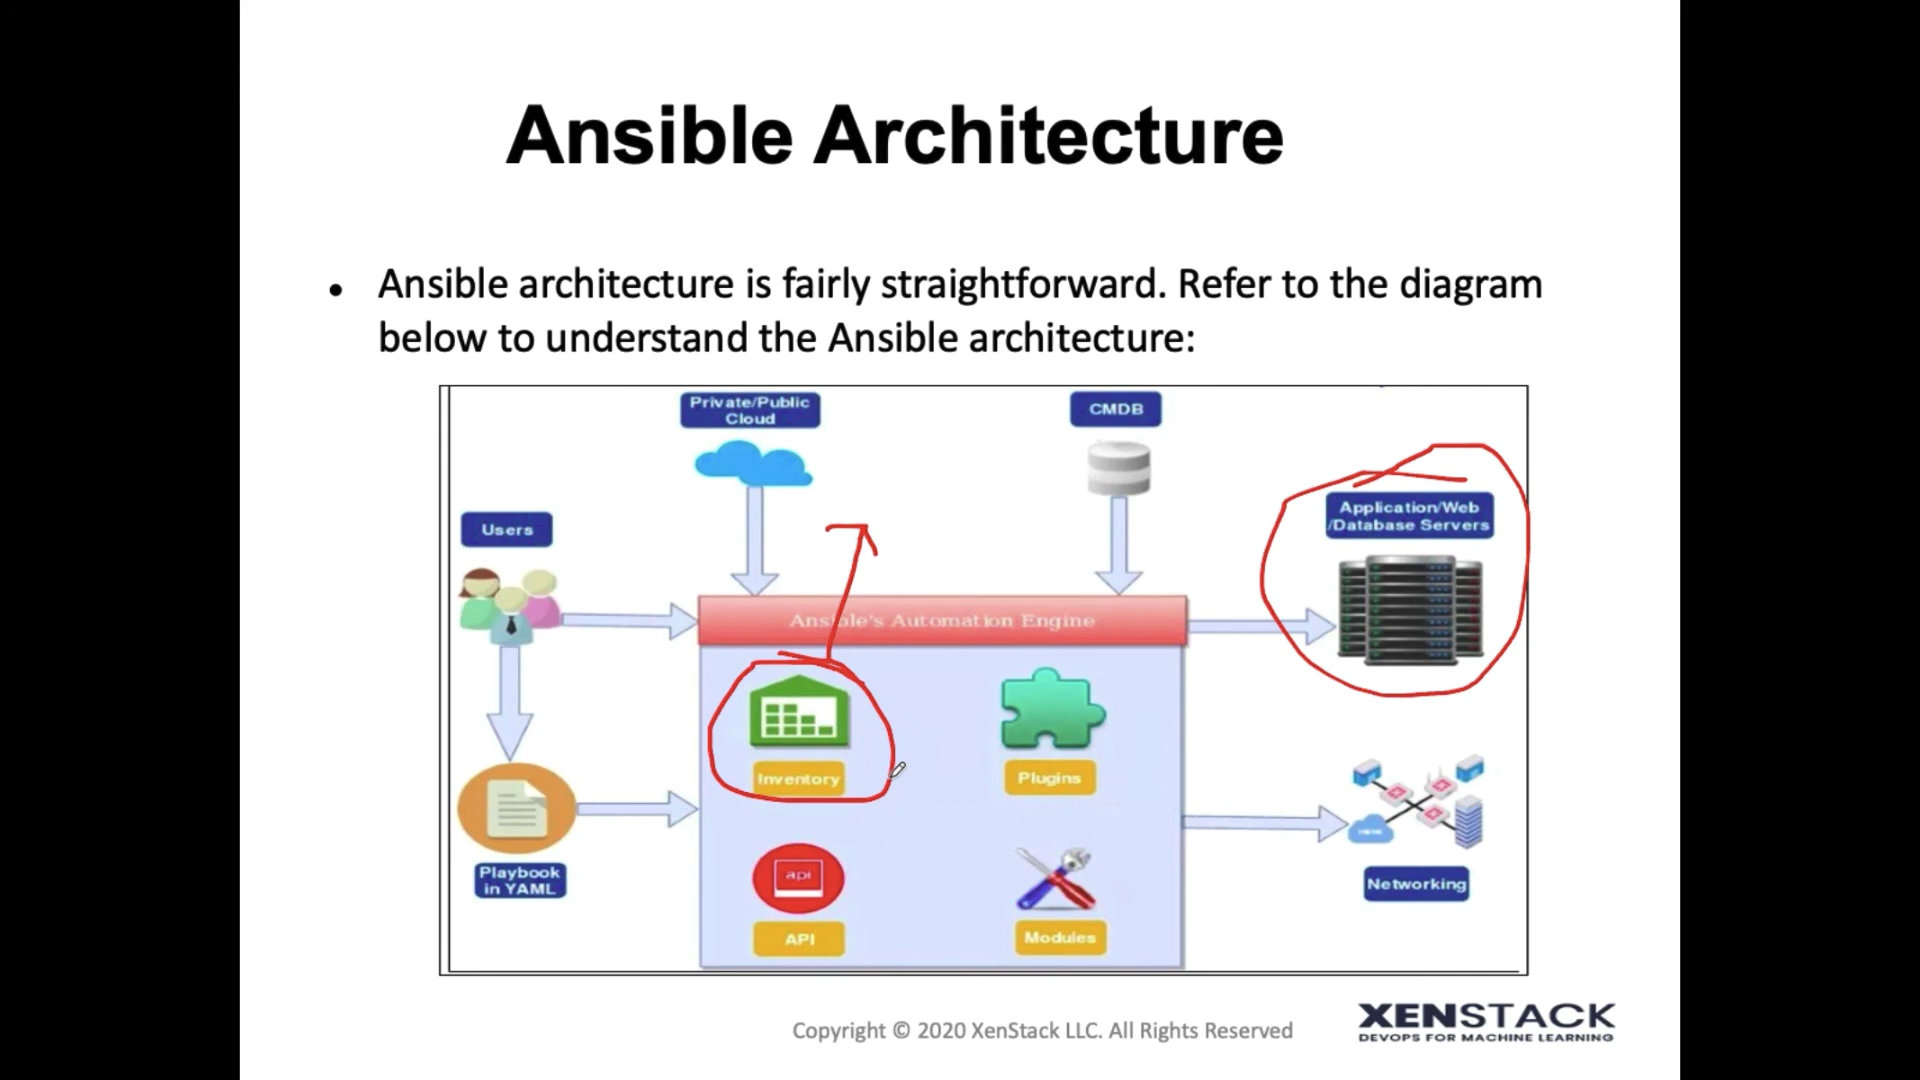 Ansible Architecture
• Ansible architecture is fairly straightforward. Refer to the diagram
below to understand the Ansible architecture:
Private/Public
Cloud
CMDB
Users
Application/Web
/Database Servers
Ansible's Automation Engine
Inventory
Plugins
Playbook
in YAML
api
API
Modules
Networking
Copyright © 2020 XenStack LLC. All Rights Reserved
XENSTACK
DEVOPS FOR MACHINE LEARNING